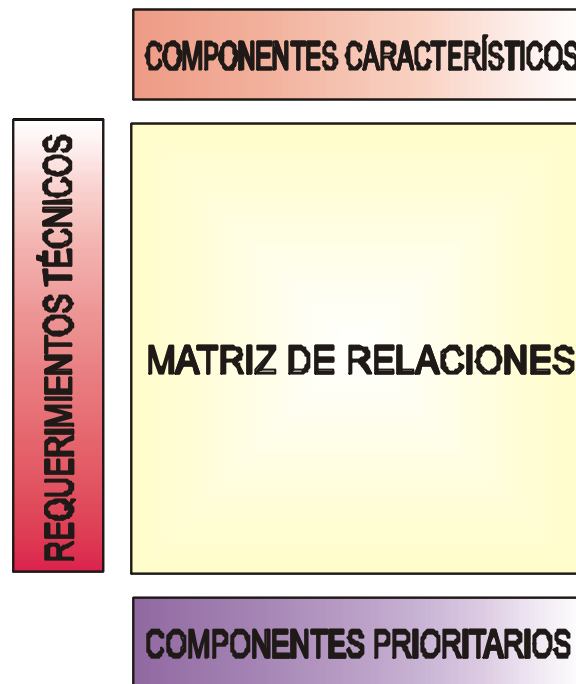 COMPONENTES CARACTERÍSTICOS
REQUERIMIENTOS TÉCNICOS
MATRIZ DE RELACIONES
COMPONENTES PRIORITARIOS